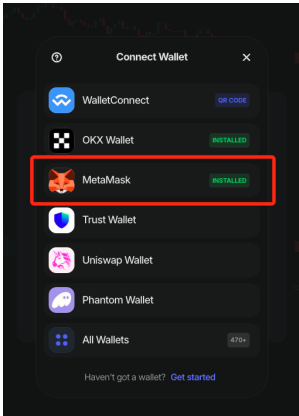 Connect Wallet
WalletConnect QR CODE
OKX Wallet INSTALLED
MetaMask INSTALLED
Trust Wallet
Uniswap Wallet
Phantom Wallet
All Wallets 470+
Haven't got a wallet? Get started